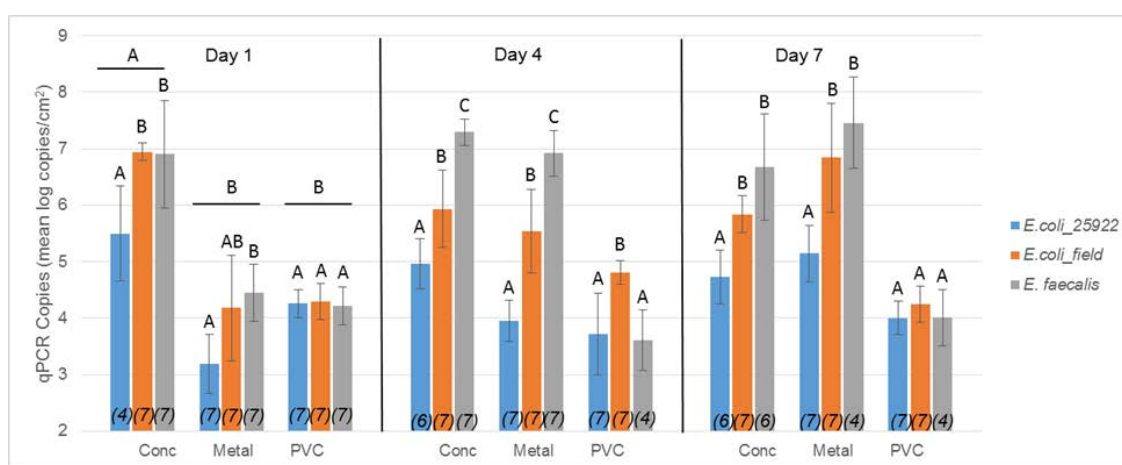 9
8
7
6
5
4
3
2
qPCR Copies (mean log copies/cm²)
Day 1
Day 4
Day 7
A
B
B
A
B
B
A
AB
B
A
A
A
A
B
C
A
B
C
A
B
A
A
B
B
A
B
B
A
A
A
(4)(7)(7)
(7)(7)(7)
(7)(7)(7)
(6)(7)(7)
(7)(7)(7)
(7)(7)(4)
(6)(7)(6)
(7)(7)(4)
(7)(7)(4)
Conc Metal PVC
Conc Metal PVC
Conc Metal PVC
E.coli_25922
E.coli_field
E. faecalis